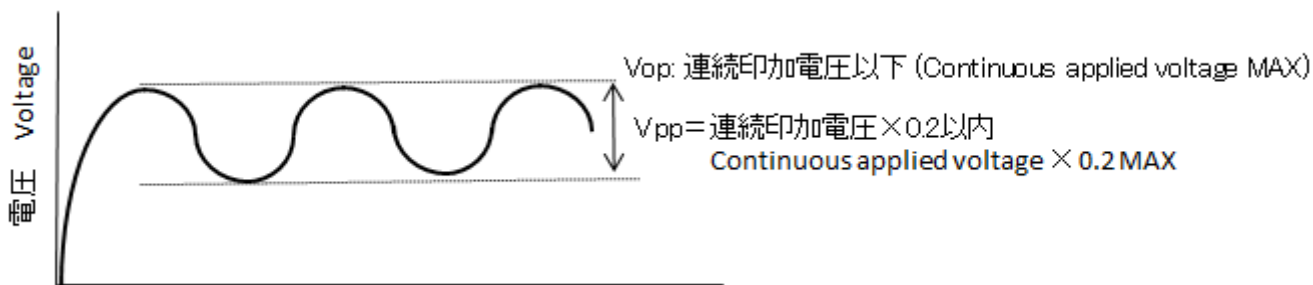 電圧 Voltage
Vop: 連続印加電圧以下 (Continuous applied voltage MAX)
Vpp=連続印加電圧×0.2以内
Continuous applied voltage × 0.2 MAX